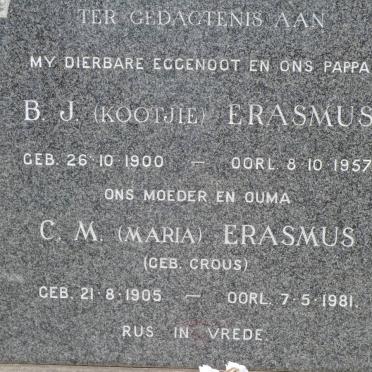 TER GEDAGTENIS AAN
MY DIERBARE EGGENOOT EN ONS PAPPA
B. J. (KOOTJIE) ERASMUS
GEB. 26·10·1900 — OORL. 8·10·1957
ONS MOEDER EN OUMA
C. M. (MARIA) ERASMUS
(GEB. CROUS)
GEB. 21·8·1905 — OORL. 7·5·1981.
RUS IN VREDE